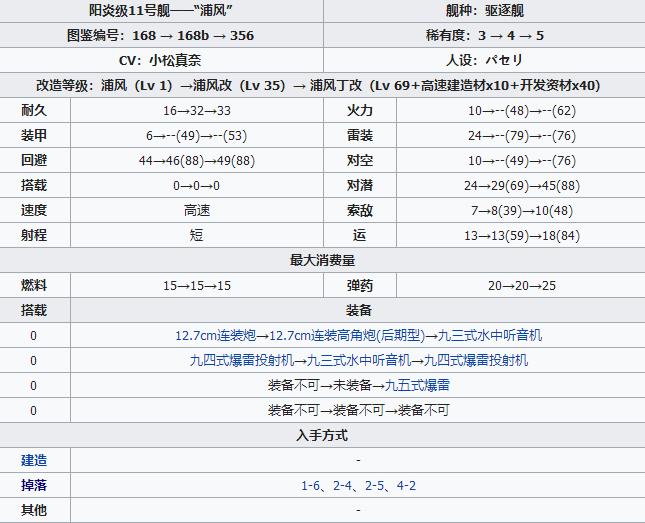 阳炎级11号舰——“浦风” 舰种：驱逐舰
图鉴编号：168 → 168b → 356 稀有度：3 → 4 → 5
CV：小松真奈 人设：パセリ
改造等级：浦风（Lv 1）→浦风改（Lv 35）→ 浦风丁改（Lv 69+高速建造材x10+开发资材x40）
耐久 16→32→33 火力 10→--(48)→--(62)
装甲 6→--(49)→--(53) 雷装 24→--(79)→--(76)
回避 44→46(88)→49(88) 对空 10→--(49)→--(76)
搭载 0→0→0 对潜 24→29(69)→45(88)
速度 高速 索敌 7→8(39)→10(48)
射程 短 运 13→13(59)→18(84)
最大消费量
燃料 15→15→15 弹药 20→20→25
搭载 装备
0 12.7cm连装炮→12.7cm连装高角炮(后期型)→九三式水中听音机
0 九四式爆雷投射机→九三式水中听音机→九四式爆雷投射机
0 装备不可→未装备→九五式爆雷
0 装备不可→装备不可→装备不可
入手方式
建造 -
掉落 1-6、2-4、2-5、4-2
其他 -